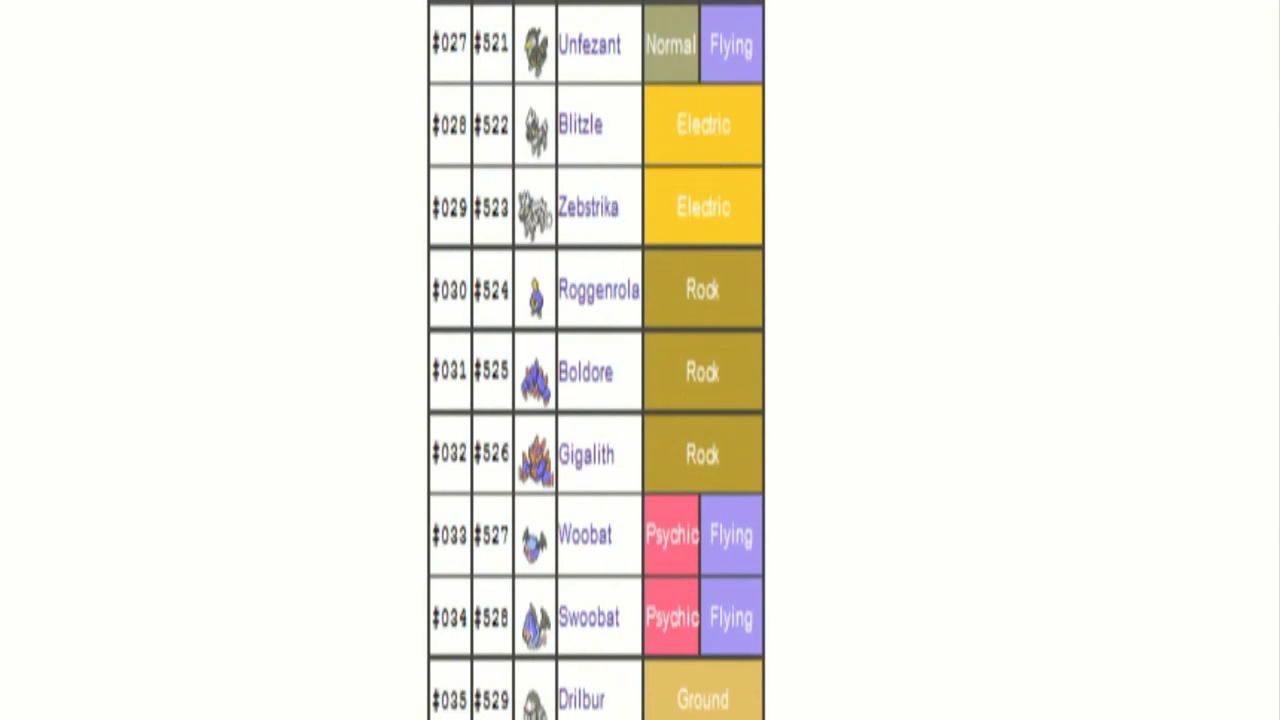 #027 #521 Unfezant Normal Flying
#028 #522 Blitzle Electric
#029 #523 Zebstrika Electric
#030 #524 Roggenrola Rock
#031 #525 Boldore Rock
#032 #526 Gigalith Rock
#033 #527 Woobat Psychic Flying
#034 #528 Swoobat Psychic Flying
#035 #529 Drilbur Ground